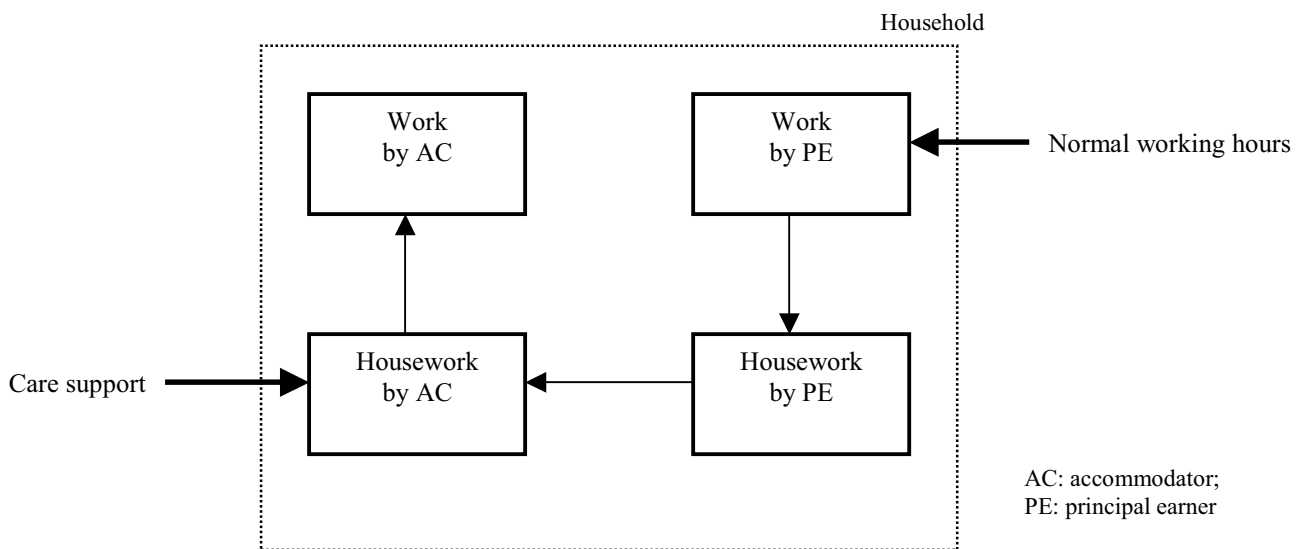 Household
Work
by AC
Work
by PE
Normal working hours
Care support
Housework
by AC
Housework
by PE
AC: accommodator;
PE: principal earner